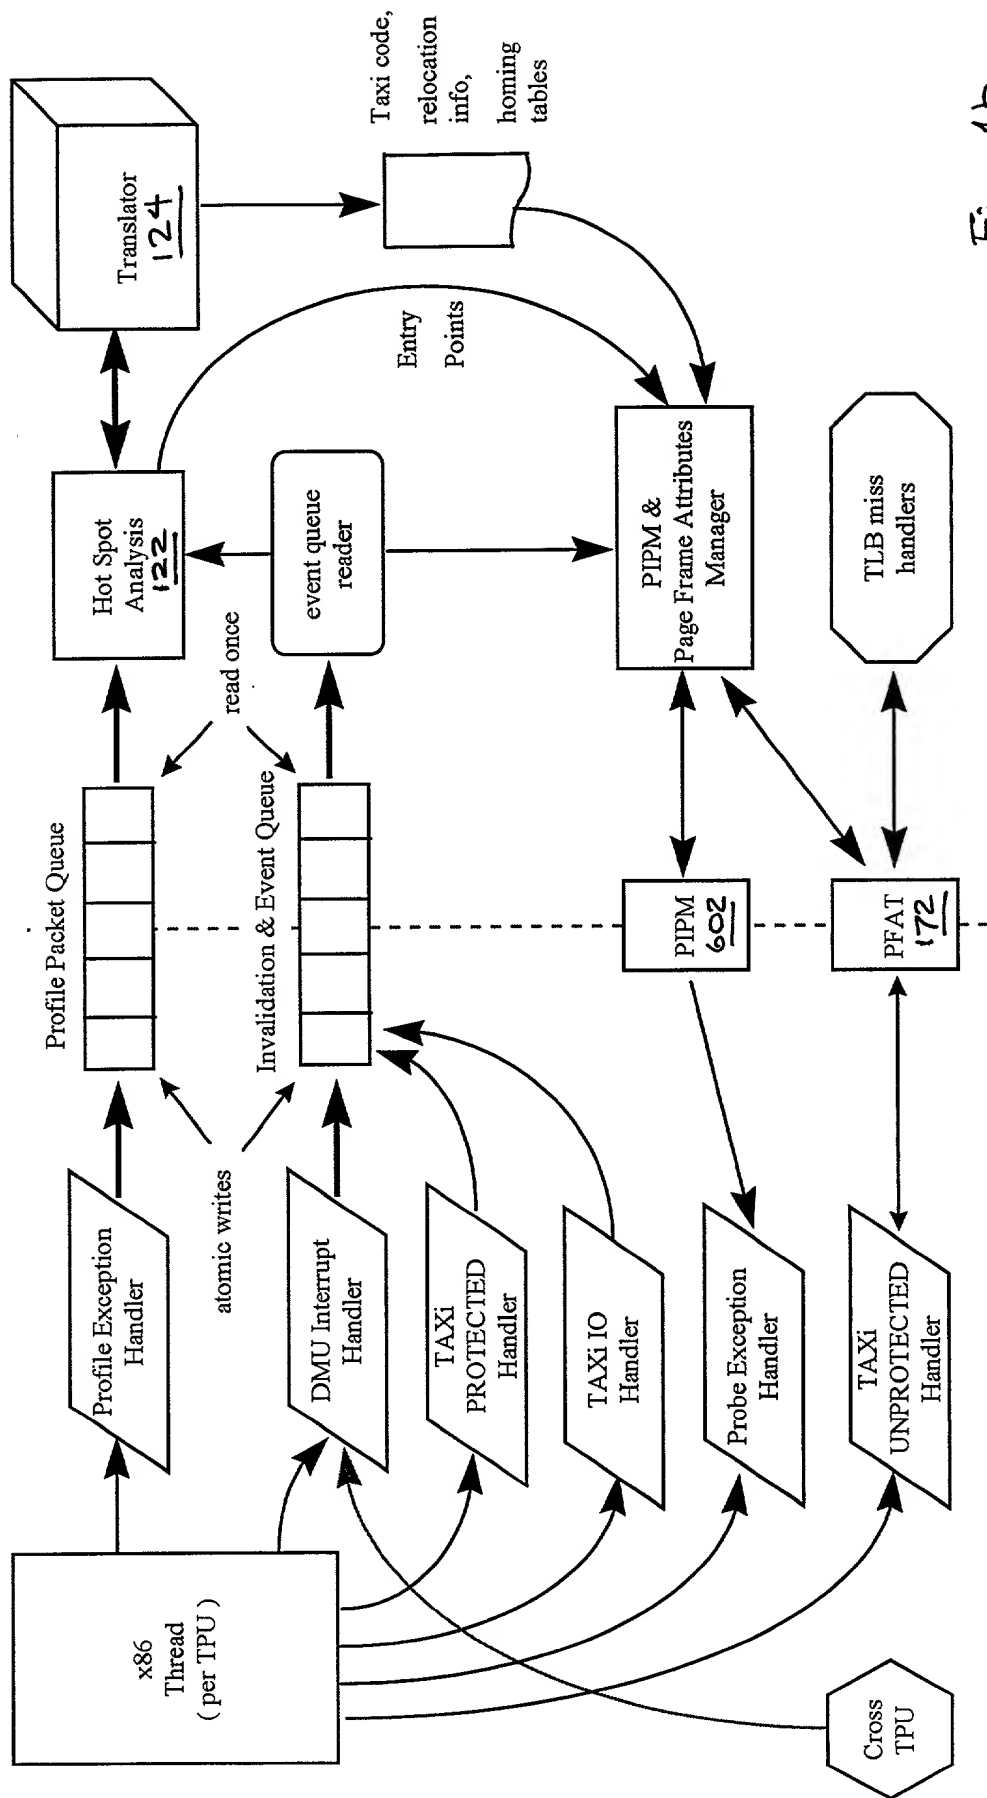 x86
Thread
( per TPU )
Cross
TPU
Profile Exception
Handler
DMU Interrupt
Handler
TAXi
PROTECTED
Handler
TAXi IO
Handler
Probe Exception
Handler
TAXi
UNPROTECTED
Handler
atomic writes
Profile Packet Queue
Invalidation & Event Queue
read once
PIPM
602
PFAT
172
Hot Spot
Analysis
122
event queue
reader
PIPM &
Page Frame Attributes
Manager
TLB miss
handlers
Translator
124
Entry
Points
Taxi code,
relocation
info,
homing
tables